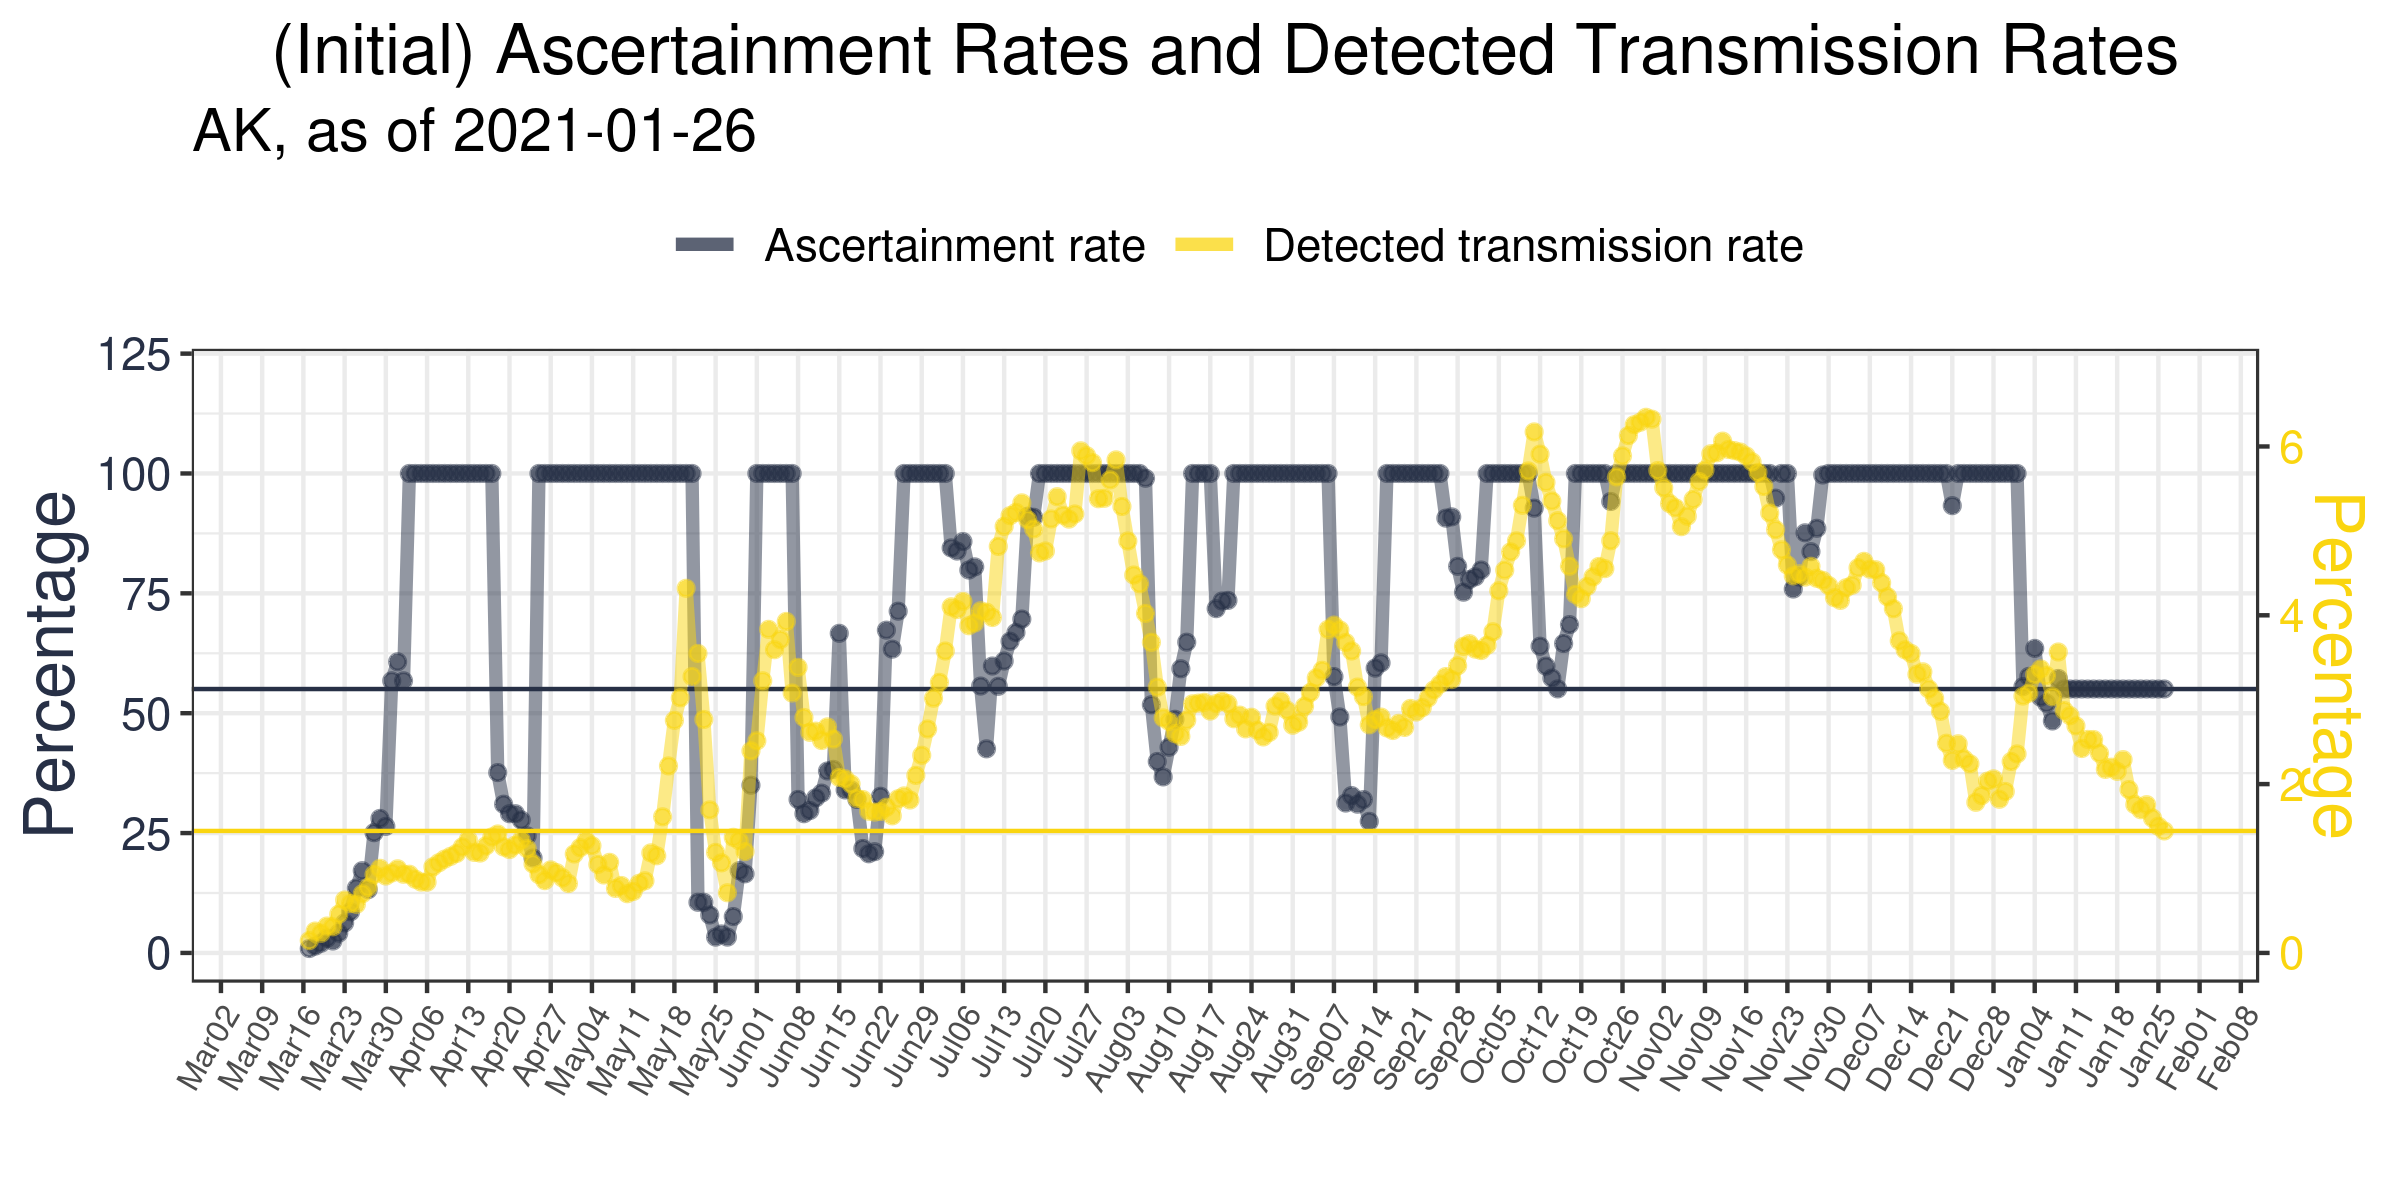 (Initial) Ascertainment Rates and Detected Transmission Rates
AK, as of 2021-01-26
Ascertainment rate
Detected transmission rate
Percentage
125
100
75
50
25
0
6
4
2
0
Percentage
Mar02
Mar09
Mar16
Mar23
Mar30
Apr06
Apr13
Apr20
Apr27
May04
May11
May18
May25
Jun01
Jun08
Jun15
Jun22
Jun29
Jul06
Jul13
Jul20
Jul27
Aug03
Aug10
Aug17
Aug24
Aug31
Sep07
Sep14
Sep21
Sep28
Oct05
Oct12
Oct19
Oct26
Nov02
Nov09
Nov16
Nov23
Nov30
Dec07
Dec14
Dec21
Dec28
Jan04
Jan11
Jan18
Jan25
Feb01
Feb08